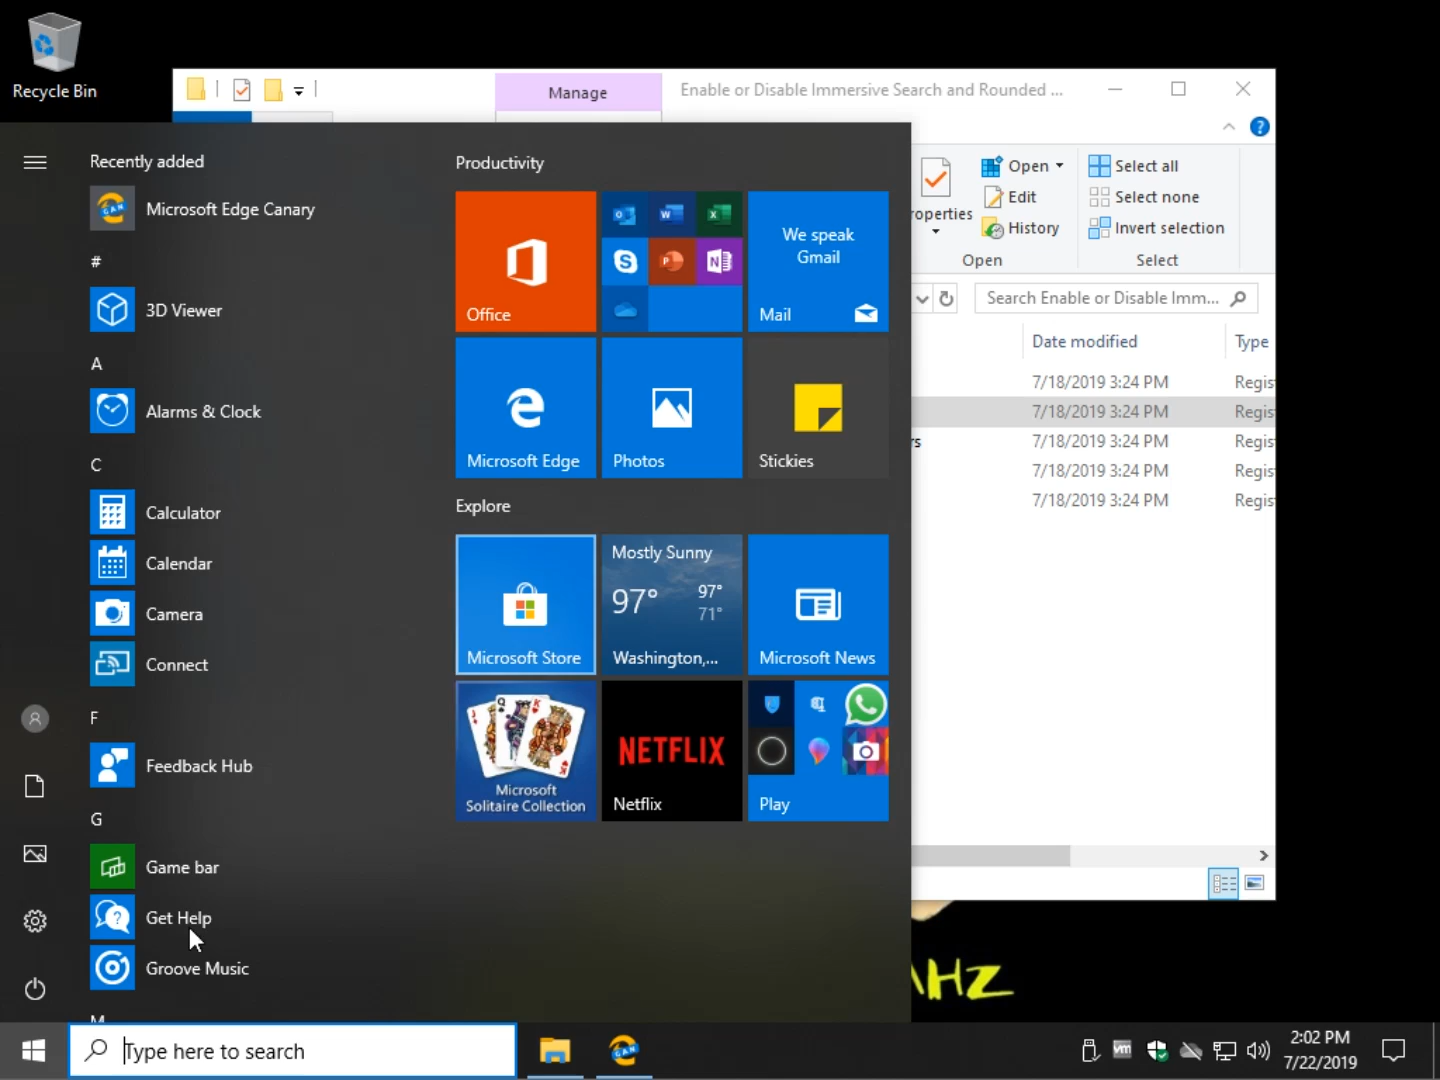 Recycle Bin
Manage
Enable or Disable Immersive Search and Rounded ...
Recently added
Microsoft Edge Canary
#
3D Viewer
A
Alarms & Clock
C
Calculator
Calendar
Camera
Connect
F
Feedback Hub
G
Game bar
Get Help
Groove Music
M
Productivity
Office
We speak
Gmail
Mail
Microsoft Edge
Photos
Stickies
Explore
Microsoft Store
Mostly Sunny
97°
97°
71°
Washington,...
Microsoft News
Microsoft
Solitaire Collection
NETFLIX
Netflix
Play
roperties
Open
Edit
History
Open
Select all
Select none
Invert selection
Select
Search Enable or Disable Imm...
Date modified
Type
7/18/2019 3:24 PM
Regis
7/18/2019 3:24 PM
Regis
rs
7/18/2019 3:24 PM
Regis
7/18/2019 3:24 PM
Regis
7/18/2019 3:24 PM
Regis
AHZ
Type here to search
CAN
vm
2:02 PM
7/22/2019